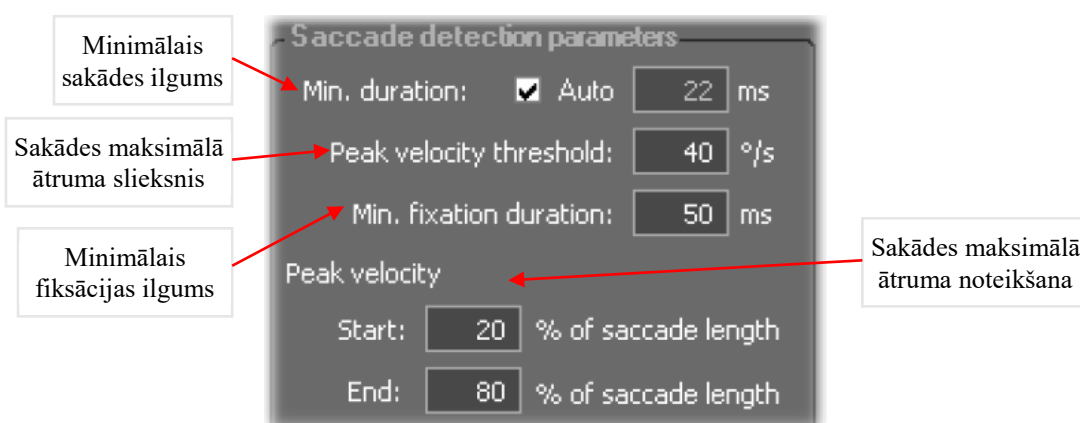 Minimālais
sakādes ilgums
Sakādes maksimālā
ātruma slieksnis
Minimālais
fiksācijas ilgums
Saccade detection parameters
Min. duration: Auto 22 ms
Peak velocity threshold: 40 °/s
Min. fixation duration: 50 ms
Peak velocity
Start: 20 % of saccade length
End: 80 % of saccade length
Sakādes maksimālā
ātruma noteikšana